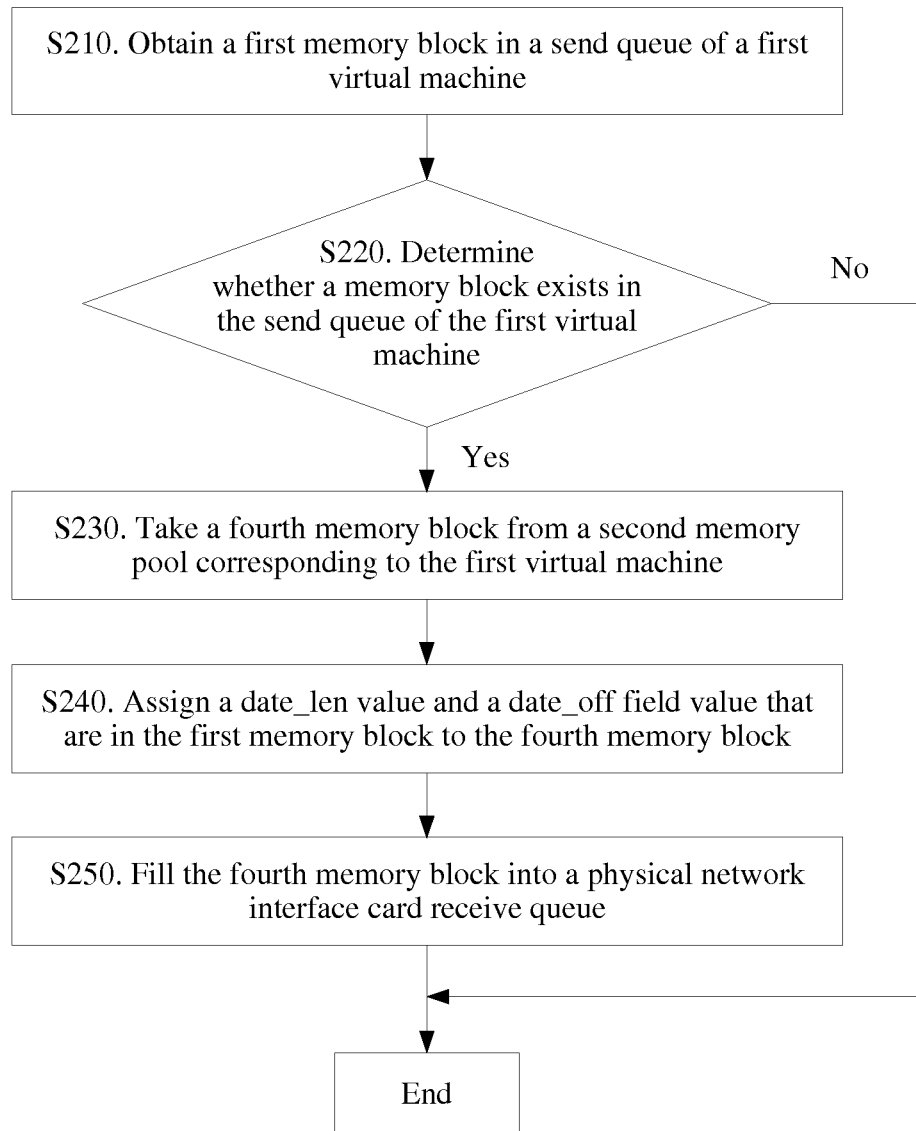 S210. Obtain a first memory block in a send queue of a first
virtual machine
S220. Determine
whether a memory block exists in
the send queue of the first virtual
machine
No
Yes
S230. Take a fourth memory block from a second memory
pool corresponding to the first virtual machine
S240. Assign a date_len value and a date_off field value that
are in the first memory block to the fourth memory block
S250. Fill the fourth memory block into a physical network
interface card receive queue
End